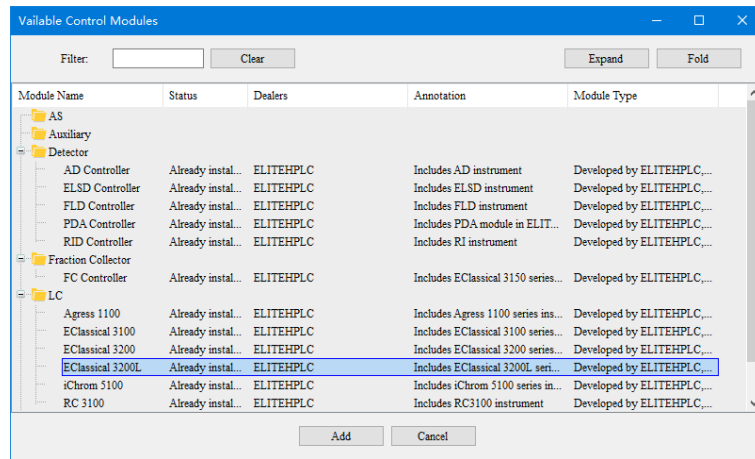 Vailable Control Modules
Filter: Clear Expand Fold
Module Name Status Dealers Annotation Module Type
AS
Auxiliary
Detector
AD Controller Already instal... ELITEHPLC Includes AD instrument Developed by ELITEHPLC,...
ELSD Controller Already instal... ELITEHPLC Includes ELSD instrument Developed by ELITEHPLC,...
FLD Controller Already instal... ELITEHPLC Includes FLD instrument Developed by ELITEHPLC,...
PDA Controller Already instal... ELITEHPLC Includes PDA module in ELIT... Developed by ELITEHPLC,...
RID Controller Already instal... ELITEHPLC Includes RI instrument Developed by ELITEHPLC,...
Fraction Collector
FC Controller Already instal... ELITEHPLC Includes EClassical 3150 series... Developed by ELITEHPLC,...
LC
Agress 1100 Already instal... ELITEHPLC Includes Agress 1100 series ins... Developed by ELITEHPLC,...
EClassical 3100 Already instal... ELITEHPLC Includes EClassical 3100 series... Developed by ELITEHPLC,...
EClassical 3200 Already instal... ELITEHPLC Includes EClassical 3200 series... Developed by ELITEHPLC,...
EClassical 3200L Already instal... ELITEHPLC Includes EClassical 3200L seri... Developed by ELITEHPLC,...
iChrom 5100 Already instal... ELITEHPLC Includes iChrom 5100 series in... Developed by ELITEHPLC,...
RC 3100 Already instal... ELITEHPLC Includes RC3100 instrument Developed by ELITEHPLC,...
Add Cancel